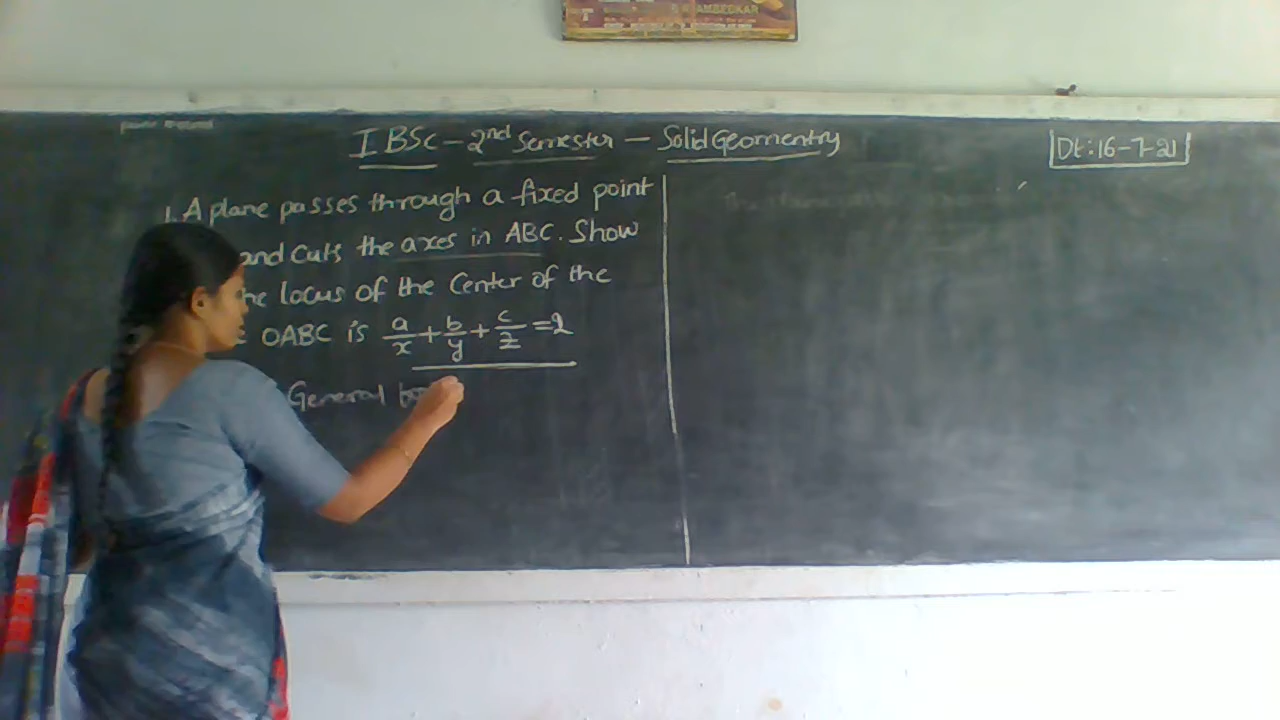 AMBEDKAR
I BSc - 2nd Semester - Solid Geomentry
Dt: 16-7-21
1. A plane passes through a fixed point
and cuts the axes in ABC. Show
locus of the Center of the
OABC is a/x + b/y + c/z = 2
General